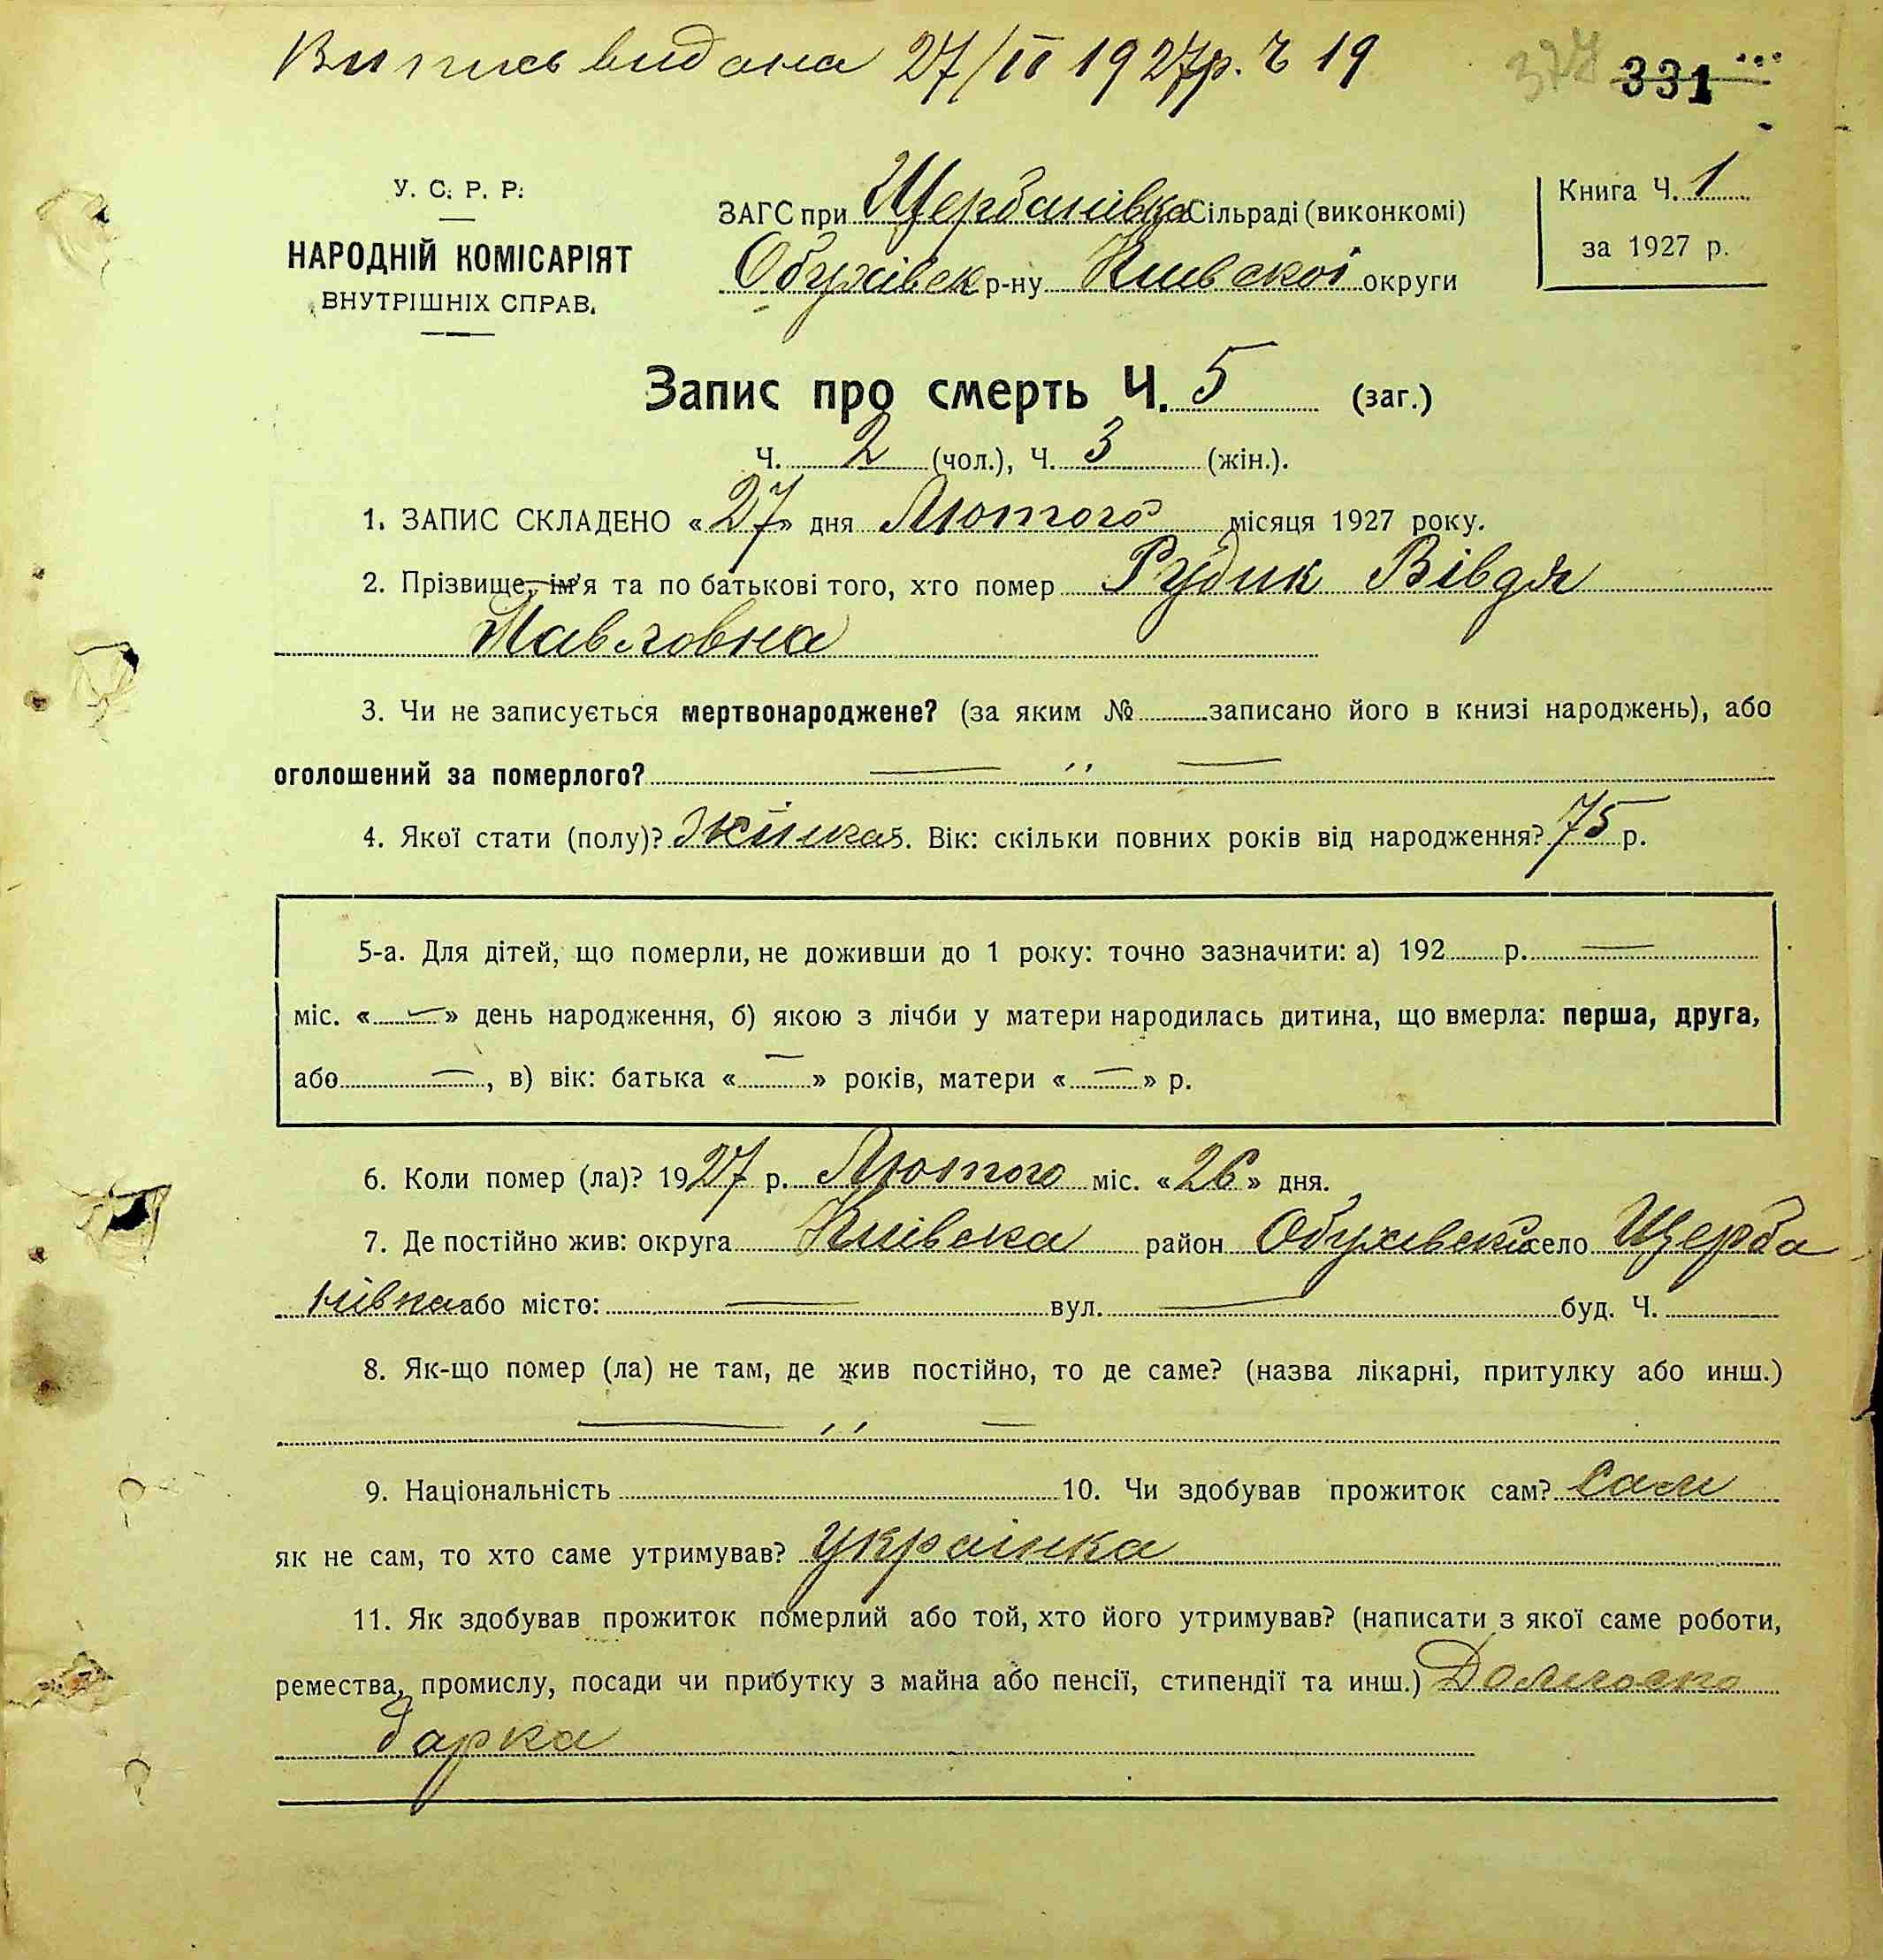 Випись видана 27/II 1927р. Ч 19
331
У. С. Р. Р.
НАРОДНІЙ КОМІСАРІЯТ
ВНУТРІШНІХ СПРАВ.
ЗАГС при Щербанівка Сільраді (виконкомі)
Обухівск р-ну Київскої округи
Книга Ч. 1
за 1927 р.
Запис про смерть Ч. 5 (заг.)
Ч. 2 (чол.), Ч. 3 (жін.).
1. ЗАПИС СКЛАДЕНО «27» дня Лютого місяця 1927 року.
2. Прізвище, ім'я та по батькові того, хто помер Рудик Вівдя
Павловна
3. Чи не записується мертвонароджене? (за яким № записано його в книзі народжень), або
оголошений за померлого? — ,, —
4. Якої стати (полу)? Жінка 5. Вік: скільки повних років від народження? 75 р.
5-а. Для дітей, що померли, не доживши до 1 року: точно зазначити: а) 192 р. —
міс. «—» день народження, б) якою з лічби у матери народилась дитина, що вмерла: перша, друга,
або —, в) вік: батька «—» років, матери «—» р.
6. Коли помер (ла)? 1927 р. Лютого міс. «26» дня.
7. Де постійно жив: округа Київска район Обухівский село Щерба
нівка або місто: — вул. — буд. Ч.
8. Як-що помер (ла) не там, де жив постійно, то де саме? (назва лікарні, притулку або инш.)
— ,, —
9. Національність 10. Чи здобував прожиток сам? Сам
як не сам, то хто саме утримував? українка
11. Як здобував прожиток померлий або той, хто його утримував? (написати з якої саме роботи,
ремества, промислу, посади чи прибутку з майна або пенсії, стипендії та инш.)
дарка